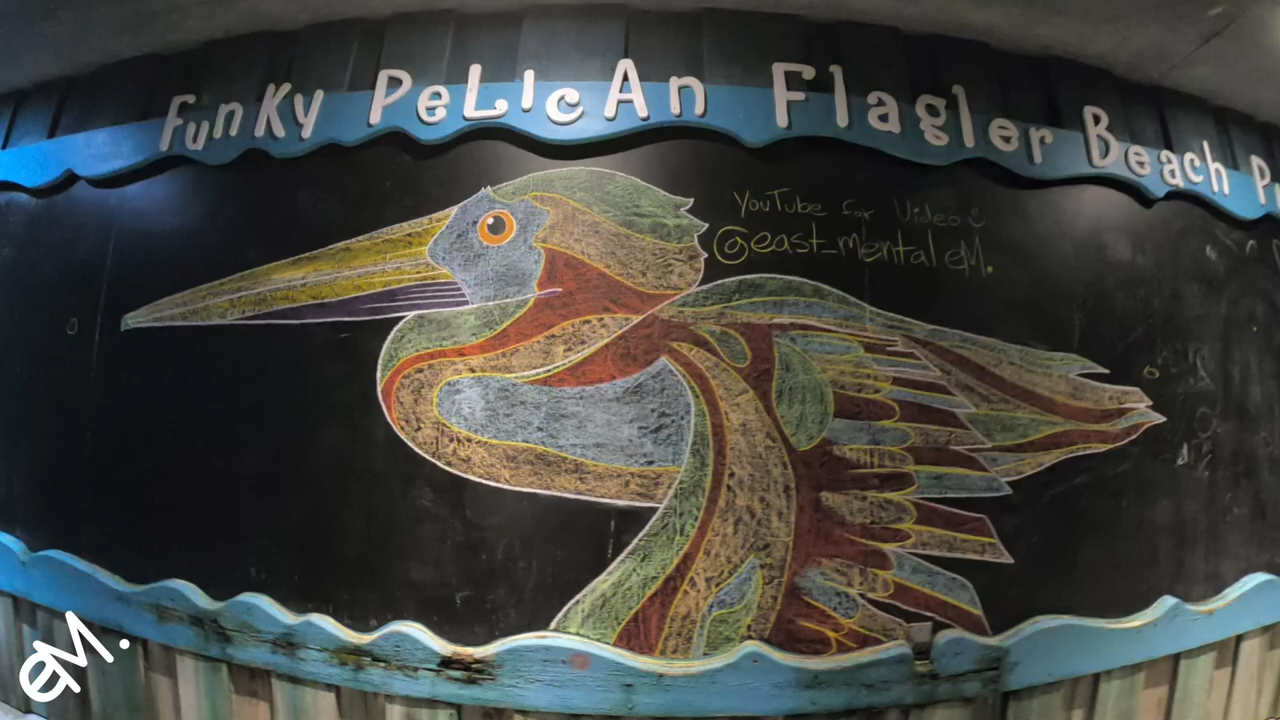 FunKy PeLicAn Flagler Beach P
YouTube for Video
@east_mental eM.
eM.